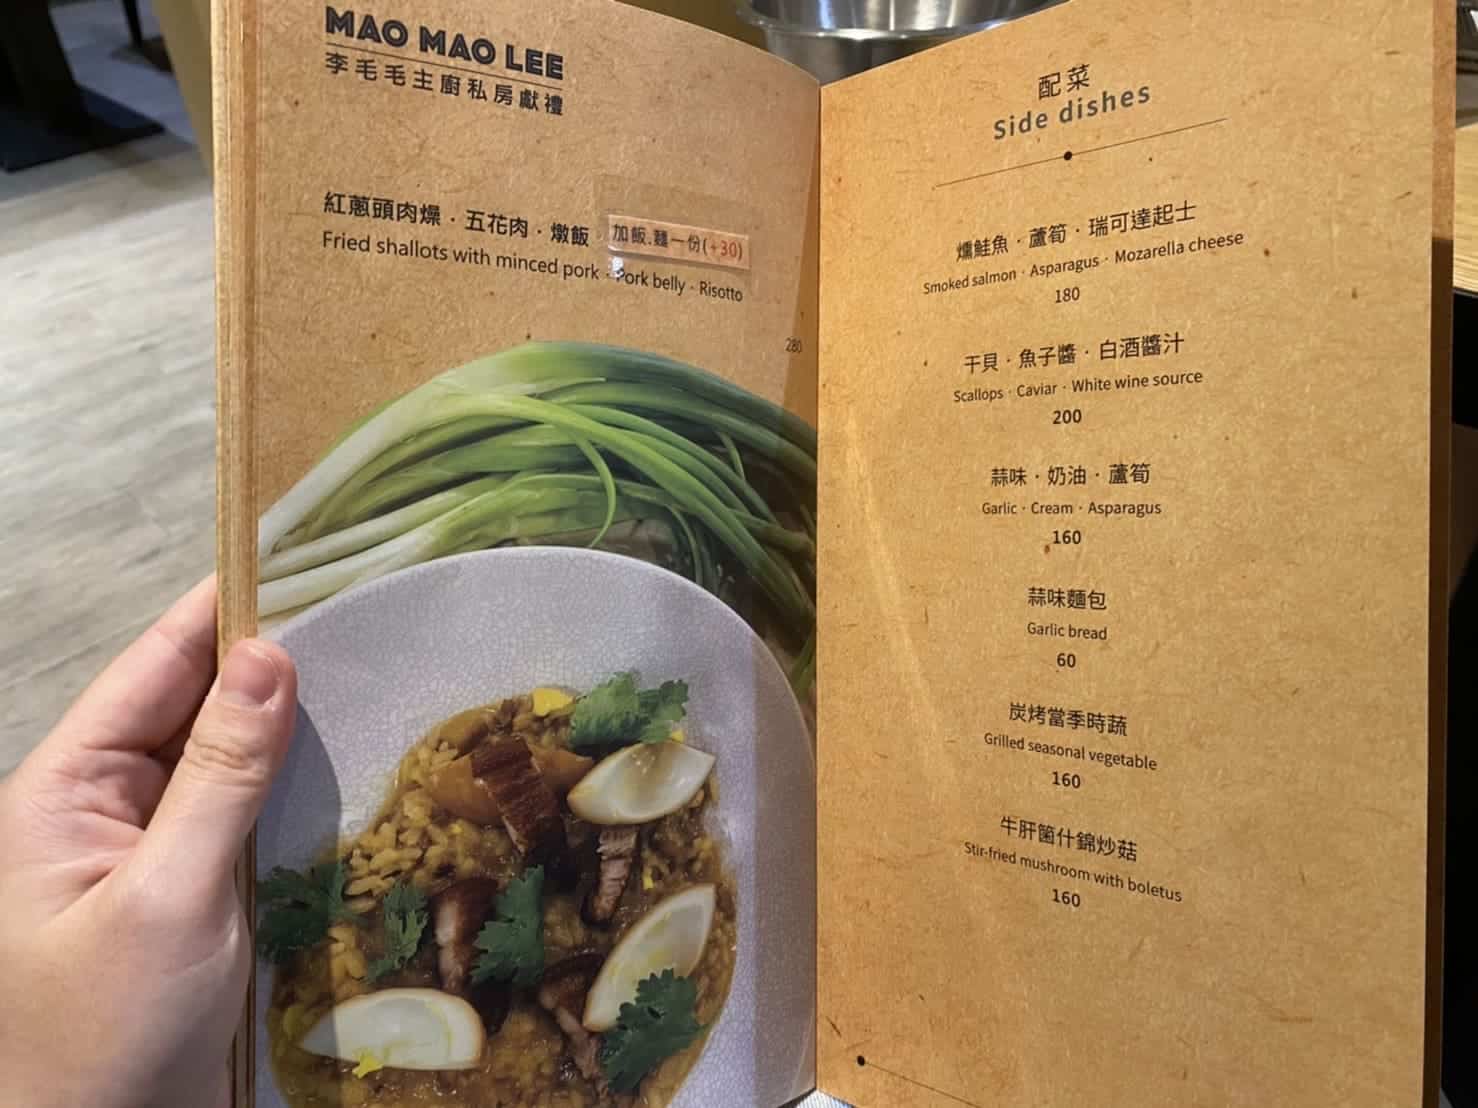 MAO MAO LEE
李毛毛主廚私房獻禮
紅蔥頭肉燥·五花肉·燉飯
加飯.麵一份(+30)
Fried shallots with minced pork · Pork belly · Risotto
280
配菜
Side dishes
燻鮭魚·蘆筍·瑞可達起士
Smoked salmon · Asparagus · Mozarella cheese
180
干貝·魚子醬·白酒醬汁
Scallops · Caviar · White wine source
200
蒜味·奶油·蘆筍
Garlic · Cream · Asparagus
160
蒜味麵包
Garlic bread
60
炭烤當季時蔬
Grilled seasonal vegetable
160
牛肝菌什錦炒菇
Stir-fried mushroom with boletus
160